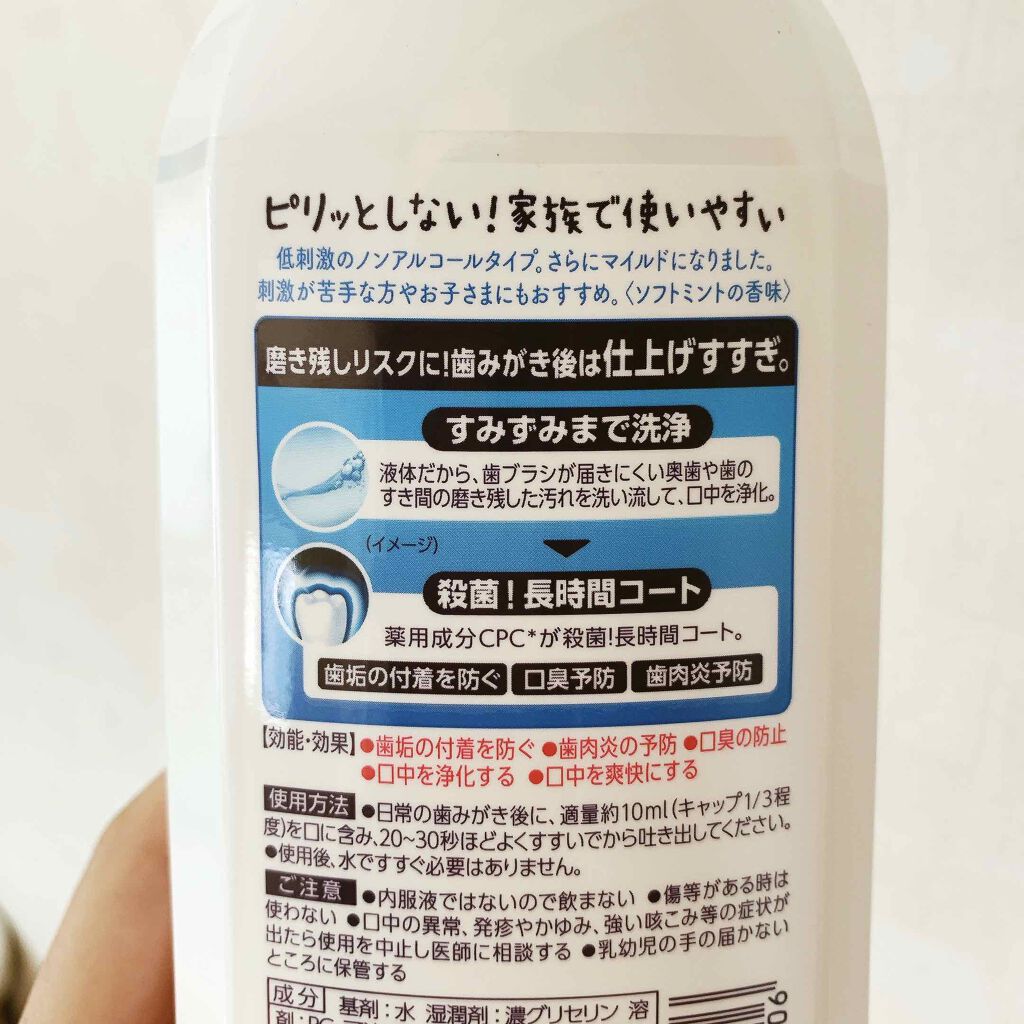 ピリッとしない!家族で使いやすい
低刺激のノンアルコールタイプ。さらにマイルドになりました。
刺激が苦手な方やお子さまにもおすすめ。〈ソフトミントの香味〉
磨き残しリスクに!歯みがき後は仕上げすすぎ。
すみずみまで洗浄
液体だから、歯ブラシが届きにくい奥歯や歯の
すき間の磨き残した汚れを洗い流して、口中を浄化。
(イメージ)
殺菌!長時間コート
薬用成分CPC*が殺菌!長時間コート。
歯垢の付着を防ぐ 口臭予防 歯肉炎予防
【効能・効果】●歯垢の付着を防ぐ ●歯肉炎の予防 ●口臭の防止
●口中を浄化する ●口中を爽快にする
使用方法 ●日常の歯みがき後に、適量約10ml(キャップ1/3程
度)を口に含み、20~30秒ほどよくすすいでから吐き出してください。
●使用後、水ですすぐ必要はありません。
ご注意 ●内服液ではないので飲まない ●傷等がある時は
使わない ●口中の異常、発疹やかゆみ、強い咳こみ等の症状が
出たら使用を中止し医師に相談する ●乳幼児の手の届かない
ところに保管する
成分 基剤:水 湿潤剤:濃グリセリン 溶
剤:PG